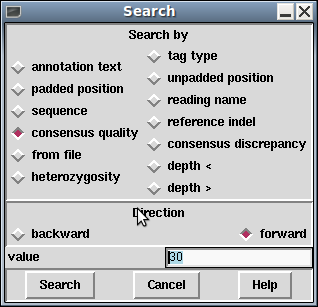 Search
Search by
annotation text
padded position
sequence
consensus quality
from file
heterozygosity
tag type
unpadded position
reading name
reference indel
consensus discrepancy
depth <
depth >
Direction
backward
forward
value
30
Search
Cancel
Help